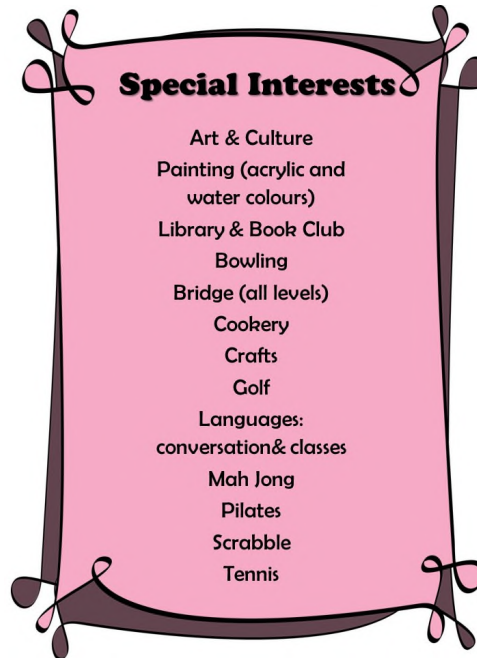 Special Interests
Art & Culture
Painting (acrylic and
water colours)
Library & Book Club
Bowling
Bridge (all levels)
Cookery
Crafts
Golf
Languages:
conversation& classes
Mah Jong
Pilates
Scrabble
Tennis